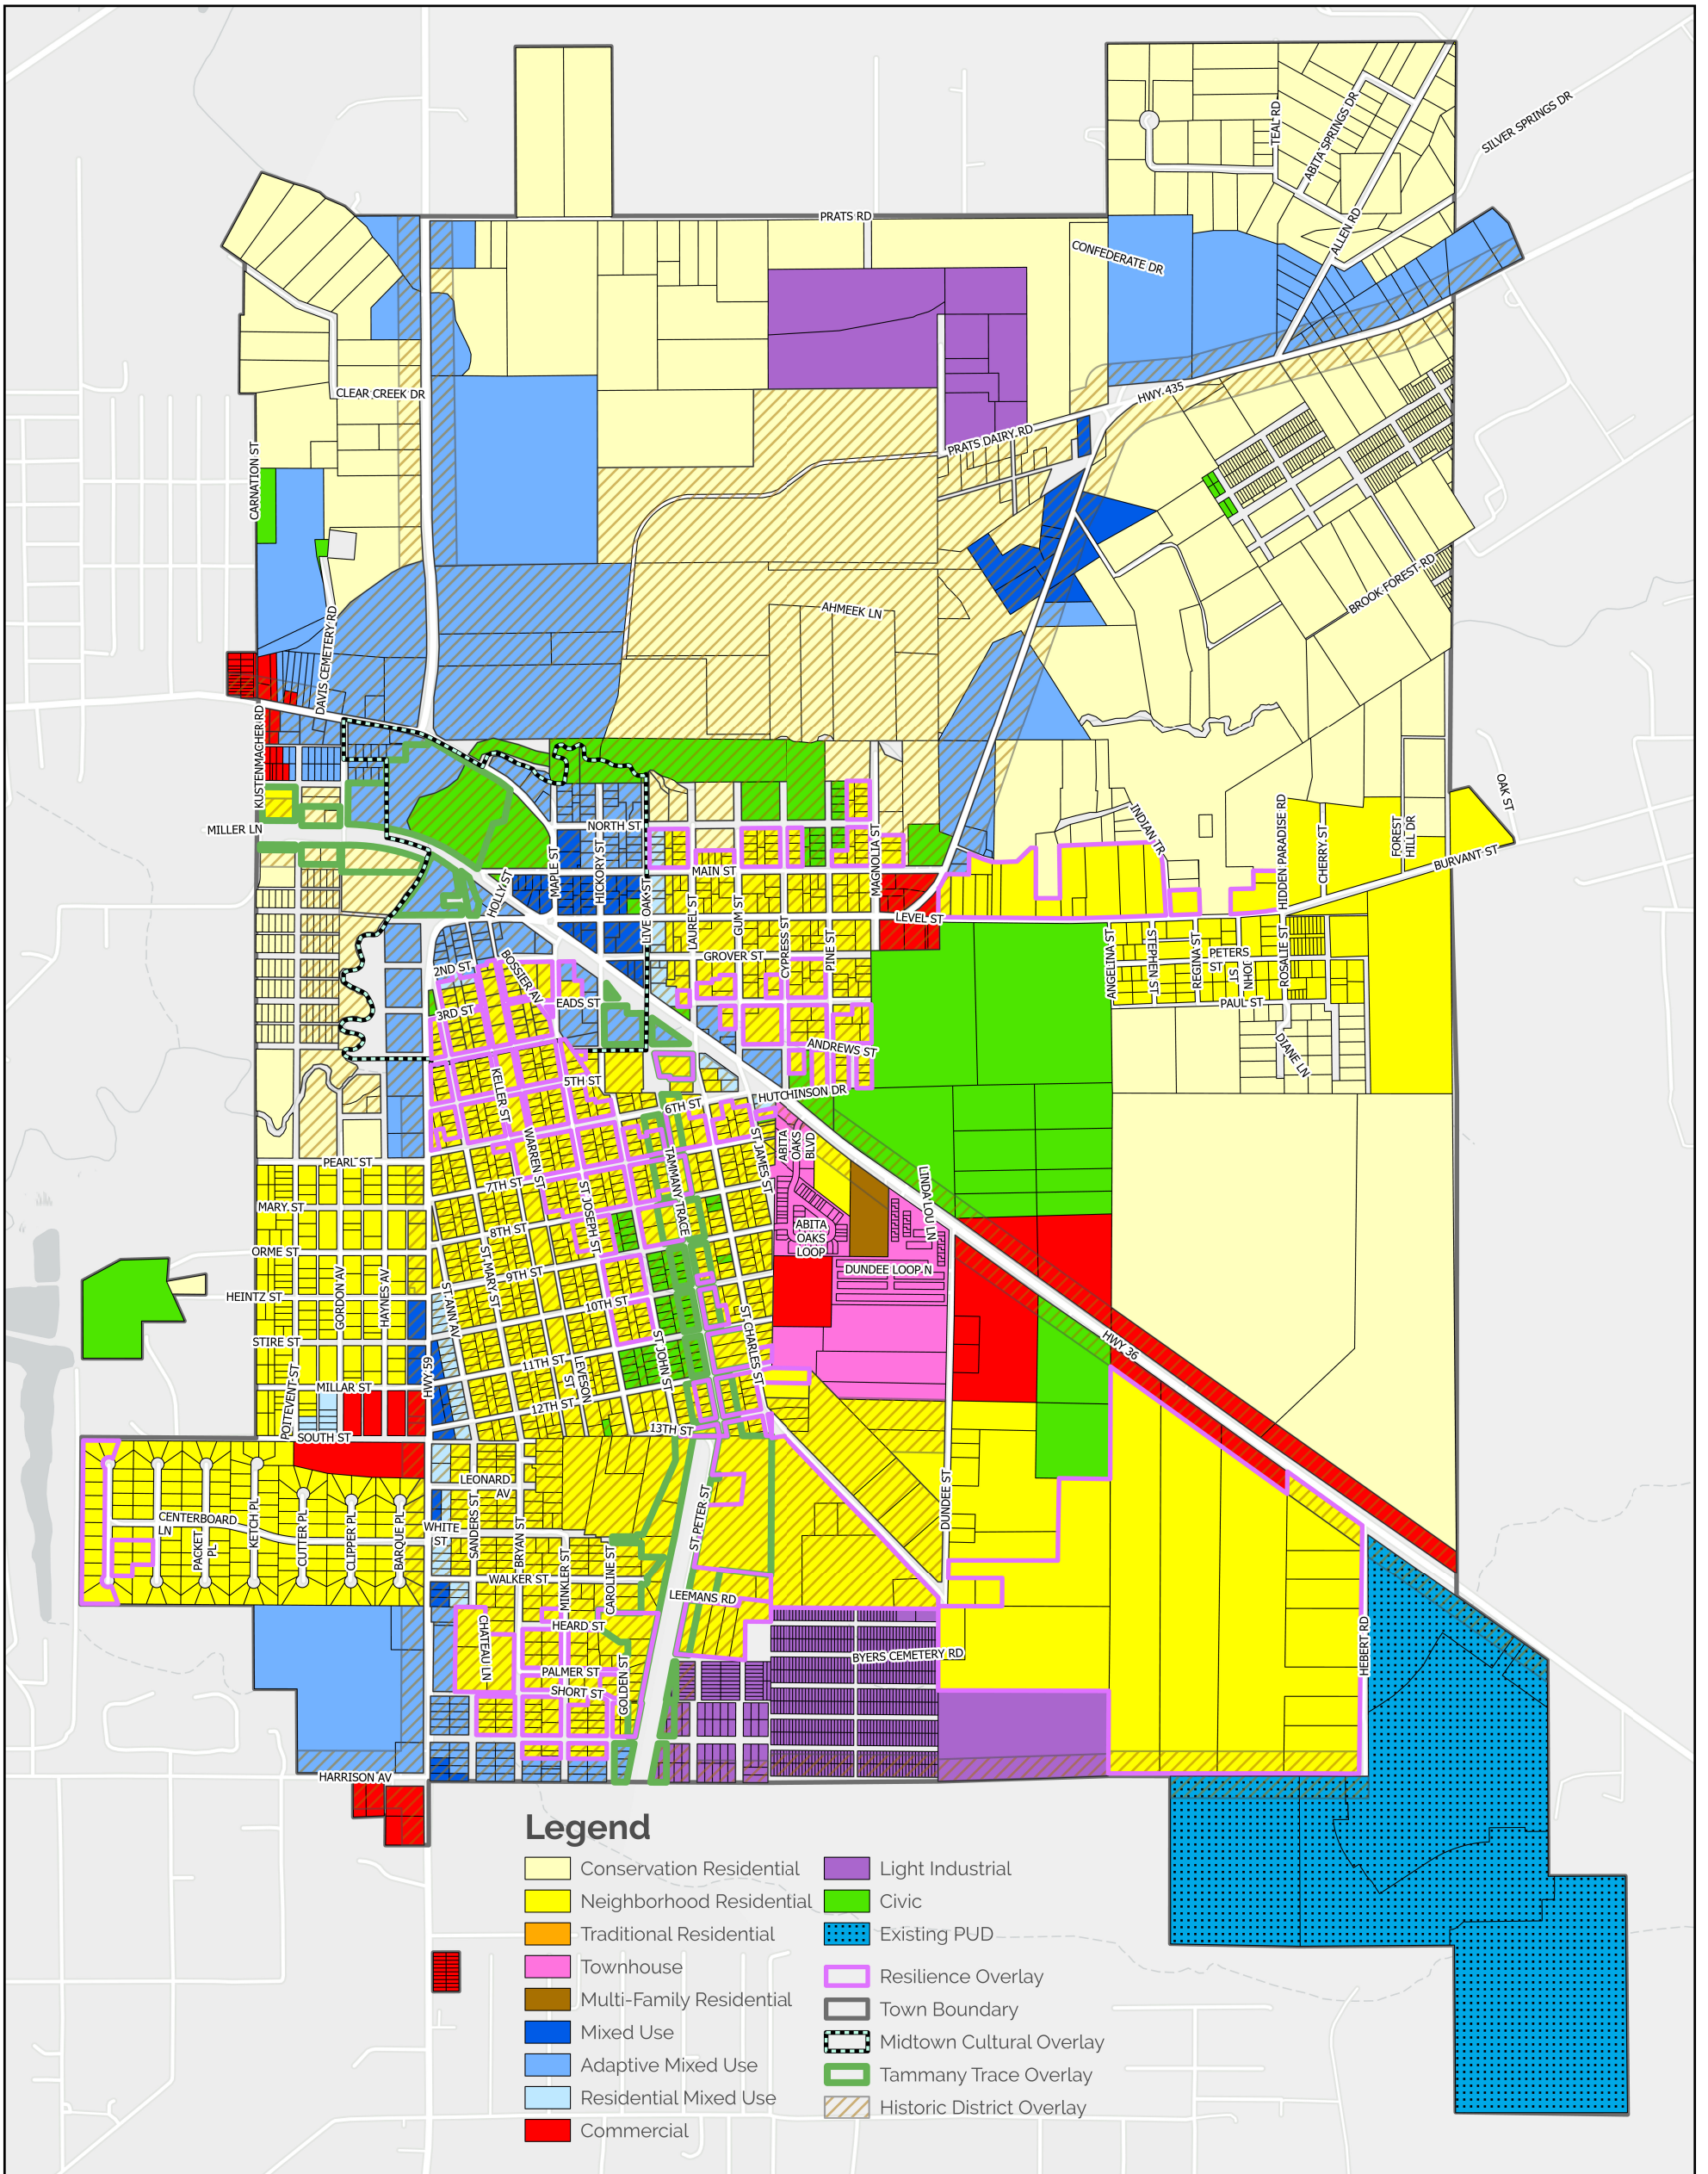 SILVER SPRINGS DR
TEAL RD
ABITA SPRINGS DR
PRATS RD
ALLEN RD
CONFEDERATE DR
CLEAR CREEK DR
HWY 435
CARNATION ST
PRATS DAIRY RD
BROOK FOREST RD
AHMEEK LN
DAVIS CEMETERY RD
KUSTENMACHER RD
OAK ST
MILLER LN
NORTH ST
INDIAN TR
HIDDEN PARADISE RD
CHERRY ST
FOREST
HILL DR
BURVANT ST
MAPLE ST
HICKORY ST
MAIN ST
MAGNOLIA ST
HOLLY ST
LIVE OAK ST
LAUREL ST
GUM ST
CYPRESS ST
PINE ST
LEVEL ST
GROVER ST
2ND ST
BOSSIER AV
3RD ST
EADS ST
ANGELINA ST
STEPHEN ST
REGINA ST
PETERS
ST
JOHN
ST
ROSALIE ST
PAUL ST
DIANE LN
ANDREWS ST
5TH ST
KELLER ST
HUTCHINSON DR
6TH ST
WARREN ST
TAMMANY TRACE
ST JAMES ST
ABITA
OAKS
BLVD
PEARL ST
7TH ST
ST JOSEPH ST
LINDA LOU LN
MARY ST
8TH ST
ABITA
OAKS
LOOP
ORME ST
ST MARY ST
9TH ST
DUNDEE LOOP N
HEINTZ ST
GORDON AV
HAYNES AV
ST ANN AV
10TH ST
STIRE ST
ST CHARLES ST
HWY 36
POITEVENT ST
HWY 59
11TH ST
LEVESON
ST
ST JOHN ST
MILLAR ST
12TH ST
SOUTH ST
13TH ST
LEONARD
AV
DUNDEE ST
CENTERBOARD
LN
PACKET
PL
KETCH PL
CUTTER PL
CLIPPER PL
BARQUE PL
WHITE
ST
SANDERS ST
BRYAN ST
ST PETER ST
WALKER ST
MINKLER ST
CAROLINE ST
LEEMANS RD
HEARD ST
CHATEAU LN
BYERS CEMETERY RD
HEBERT RD
PALMER ST
SHORT ST
GOLDEN ST
HARRISON AV
Legend
Conservation Residential
Neighborhood Residential
Traditional Residential
Townhouse
Multi-Family Residential
Mixed Use
Adaptive Mixed Use
Residential Mixed Use
Commercial
Light Industrial
Civic
Existing PUD
Resilience Overlay
Town Boundary
Midtown Cultural Overlay
Tammany Trace Overlay
Historic District Overlay